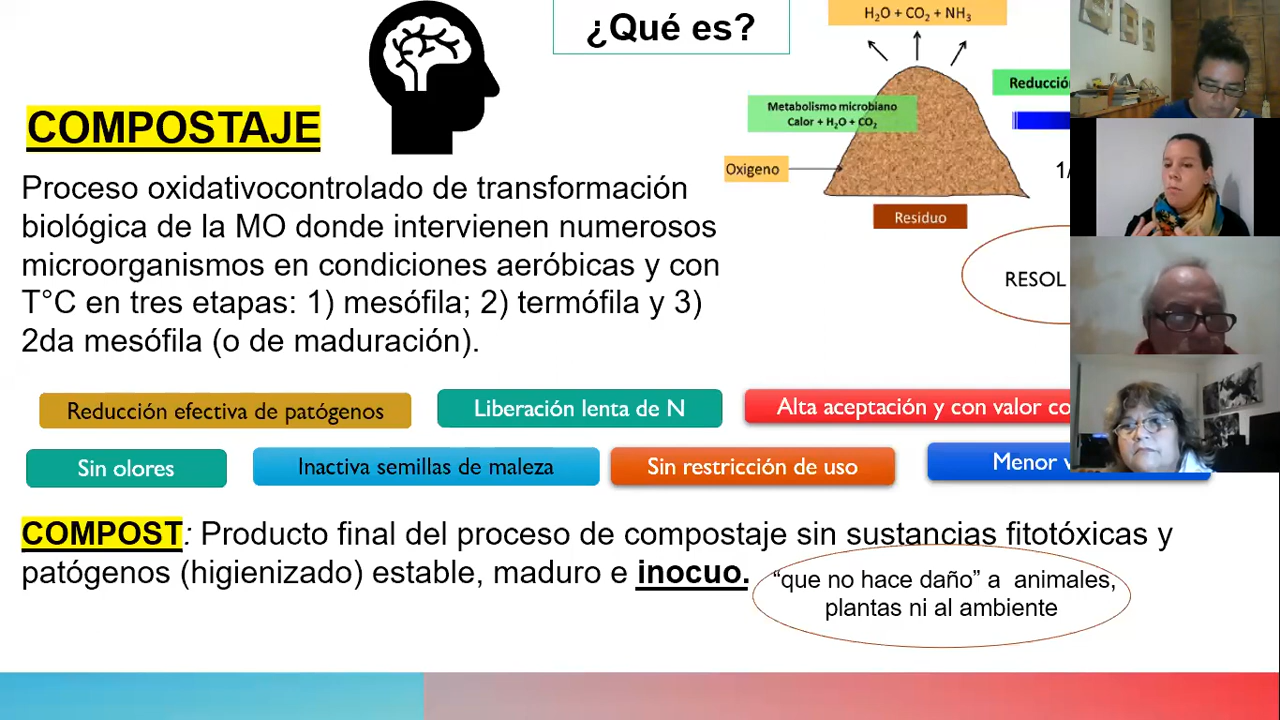 ¿Qué es?
H₂O + CO₂ + NH₃
COMPOSTAJE
Metabolismo microbiano
Calor + H₂O + CO₂
Oxigeno
Residuo
1/
RESOL
Proceso oxidativocontrolado de transformación
biológica de la MO donde intervienen numerosos
microorganismos en condiciones aeróbicas y con
T°C en tres etapas: 1) mesófila; 2) termófila y 3)
2da mesófila (o de maduración).
Reducción efectiva de patógenos
Liberación lenta de N
Alta aceptación y con valor
Sin olores
Inactiva semillas de maleza
Sin restricción de uso
Menor
COMPOST: Producto final del proceso de compostaje sin sustancias fitotóxicas y
patógenos (higienizado) estable, maduro e inocuo.
“que no hace daño” a animales,
plantas ni al ambiente